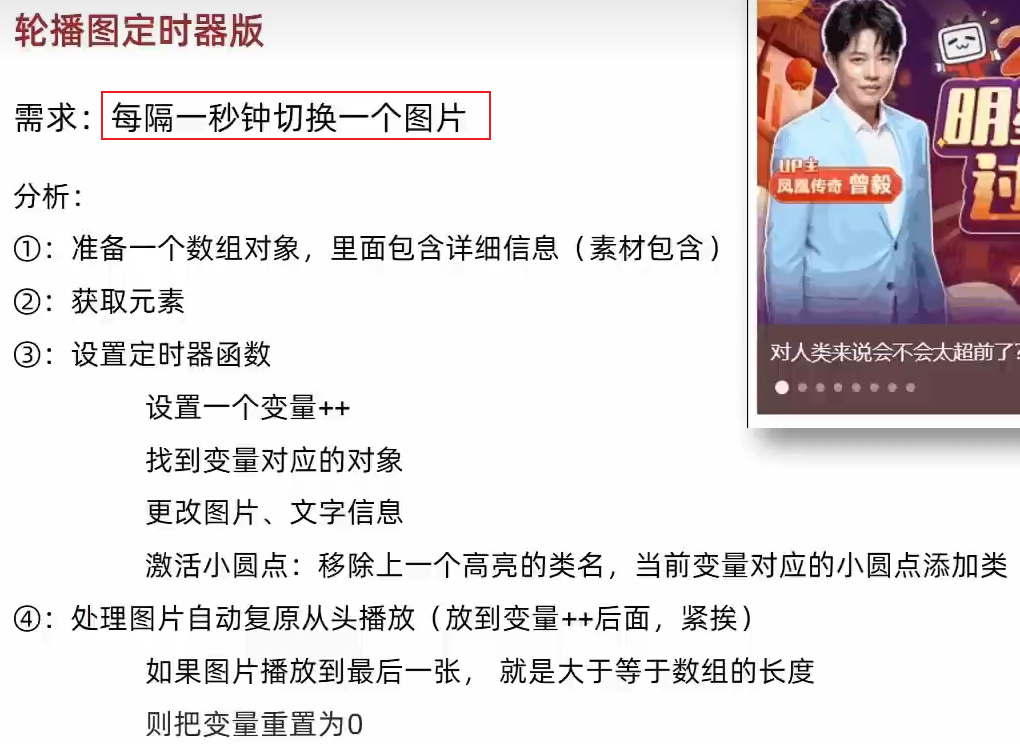 轮播图定时器版
需求：每隔一秒钟切换一个图片
分析：
①：准备一个数组对象，里面包含详细信息（素材包含）
②：获取元素
③：设置定时器函数
设置一个变量++
找到变量对应的对象
更改图片、文字信息
激活小圆点：移除上一个高亮的类名，当前变量对应的小圆点添加类
④：处理图片自动复原从头播放（放到变量++后面，紧挨）
如果图片播放到最后一张， 就是大于等于数组的长度
则把变量重置为0
明
过
UP主
凤凰传奇 曾毅
对人类来说会不会太超前了?